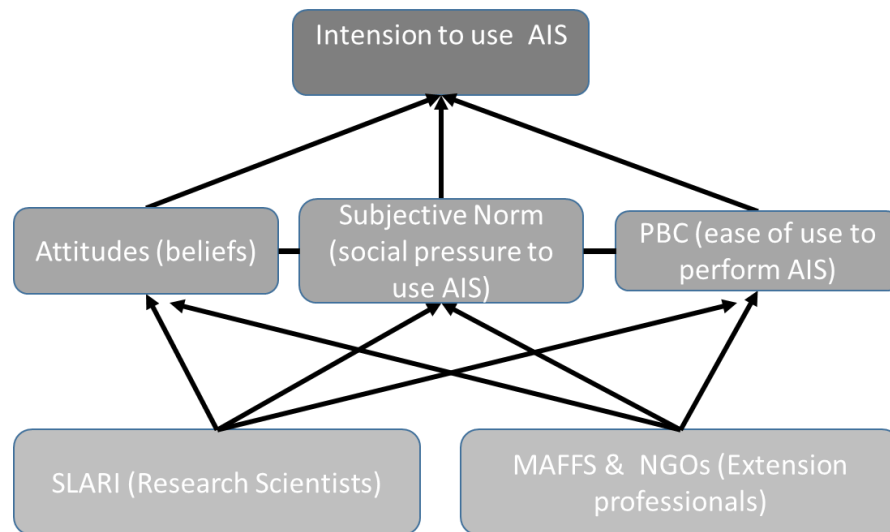 Intension to use AIS
Attitudes (beliefs)
Subjective Norm
(social pressure to
use AIS)
PBC (ease of use to
perform AIS)
SLARI (Research Scientists)
MAFFS & NGOs (Extension
professionals)